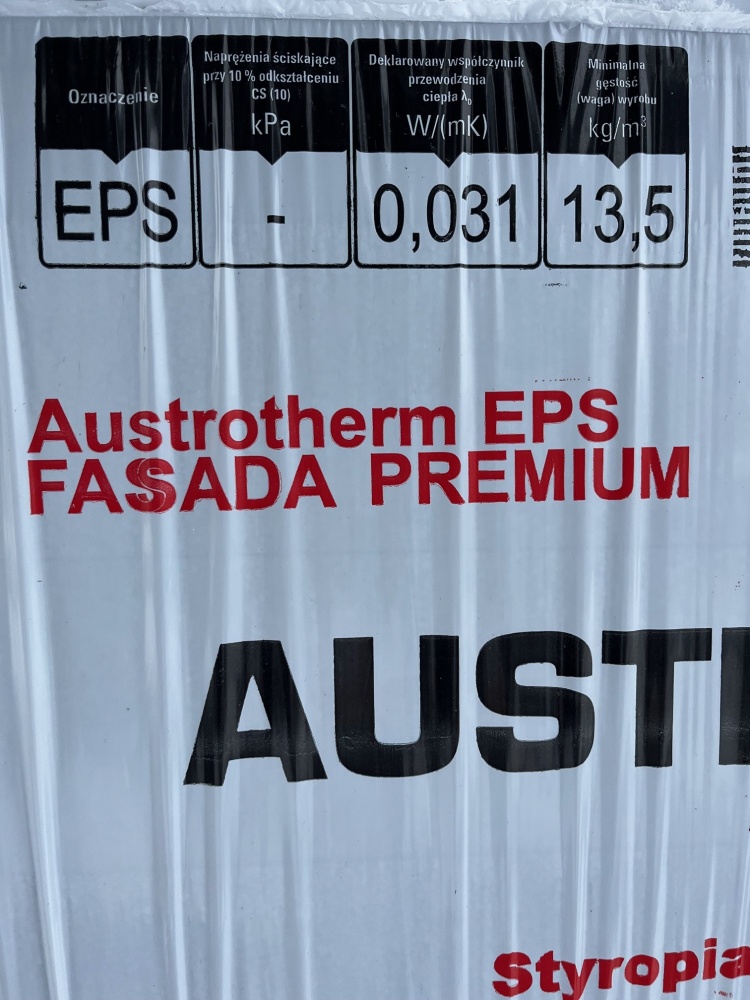 Oznaczenie
Naprężenia ściskające
przy 10 % odkształceniu
CS (10)
kPa
Deklarowany współczynnik
przewodzenia
ciepła λD
W/(mK)
Minimalna
gęstość
(waga) wyrobu
kg/m³
EPS
-
0,031
13,5
Austrotherm EPS
FASADA PREMIUM
AUST
Styropia